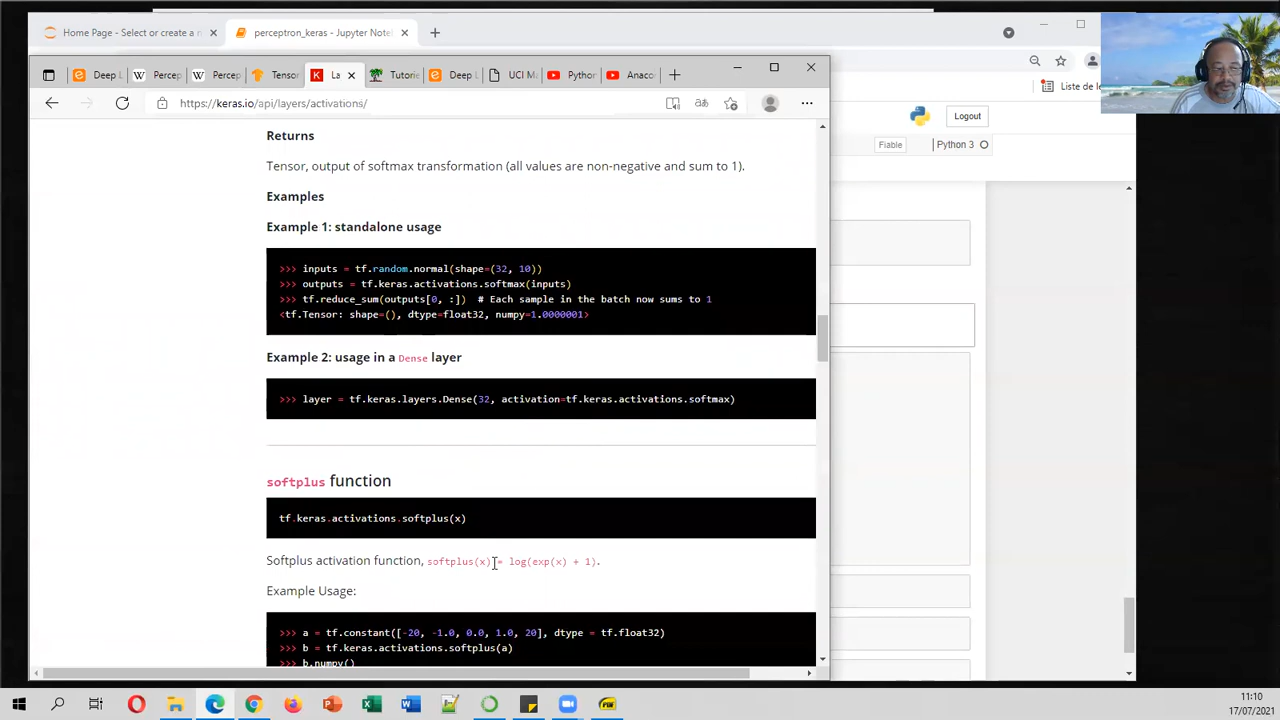 Home Page - Select or create a n
perceptron_keras - Jupyter Note
Deep L
Percep
Percep
Tensor
La
Tutorie
Deep L
UCI M
Python
Anaco
https://keras.io/api/layers/activations/
Liste de le
Logout
Fiable
Python 3
Returns
Tensor, output of softmax transformation (all values are non-negative and sum to 1).
Examples
Example 1: standalone usage
>>> inputs = tf.random.normal(shape=(32, 10))
>>> outputs = tf.keras.activations.softmax(inputs)
>>> tf.reduce_sum(outputs[0, :])  # Each sample in the batch now sums to 1
<tf.Tensor: shape=(), dtype=float32, numpy=1.0000001>
Example 2: usage in a Dense layer
>>> layer = tf.keras.layers.Dense(32, activation=tf.keras.activations.softmax)
softplus function
tf.keras.activations.softplus(x)
Softplus activation function, softplus(x) = log(exp(x) + 1).
Example Usage:
>>> a = tf.constant([-20, -1.0, 0.0, 1.0, 20], dtype = tf.float32)
>>> b = tf.keras.activations.softplus(a)
>>> b.numpy()
11:10
17/07/2021